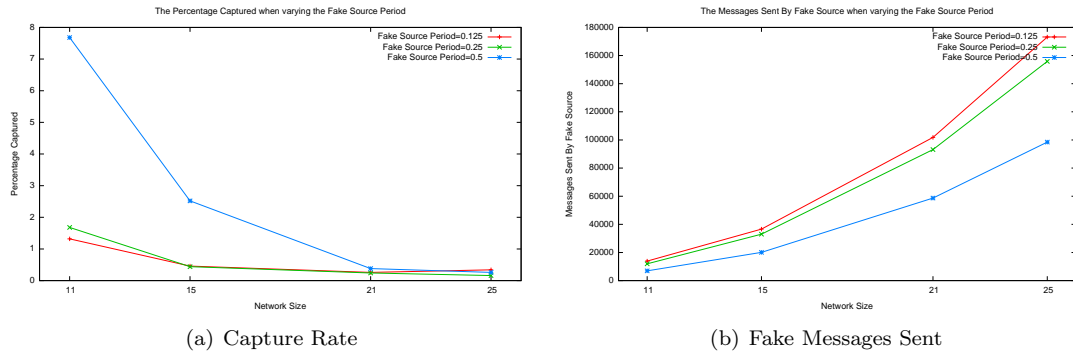 The Percentage Captured when varying the Fake Source Period
Fake Source Period=0.125
Fake Source Period=0.25
Fake Source Period=0.5
8
7
6
5
4
3
2
1
0
Percentage Captured
11 15 21 25
Network Size
(a) Capture Rate
The Messages Sent By Fake Source when varying the Fake Source Period
Fake Source Period=0.125
Fake Source Period=0.25
Fake Source Period=0.5
180000
160000
140000
120000
100000
80000
60000
40000
20000
0
Messages Sent By Fake Source
11 15 21 25
Network Size
(b) Fake Messages Sent